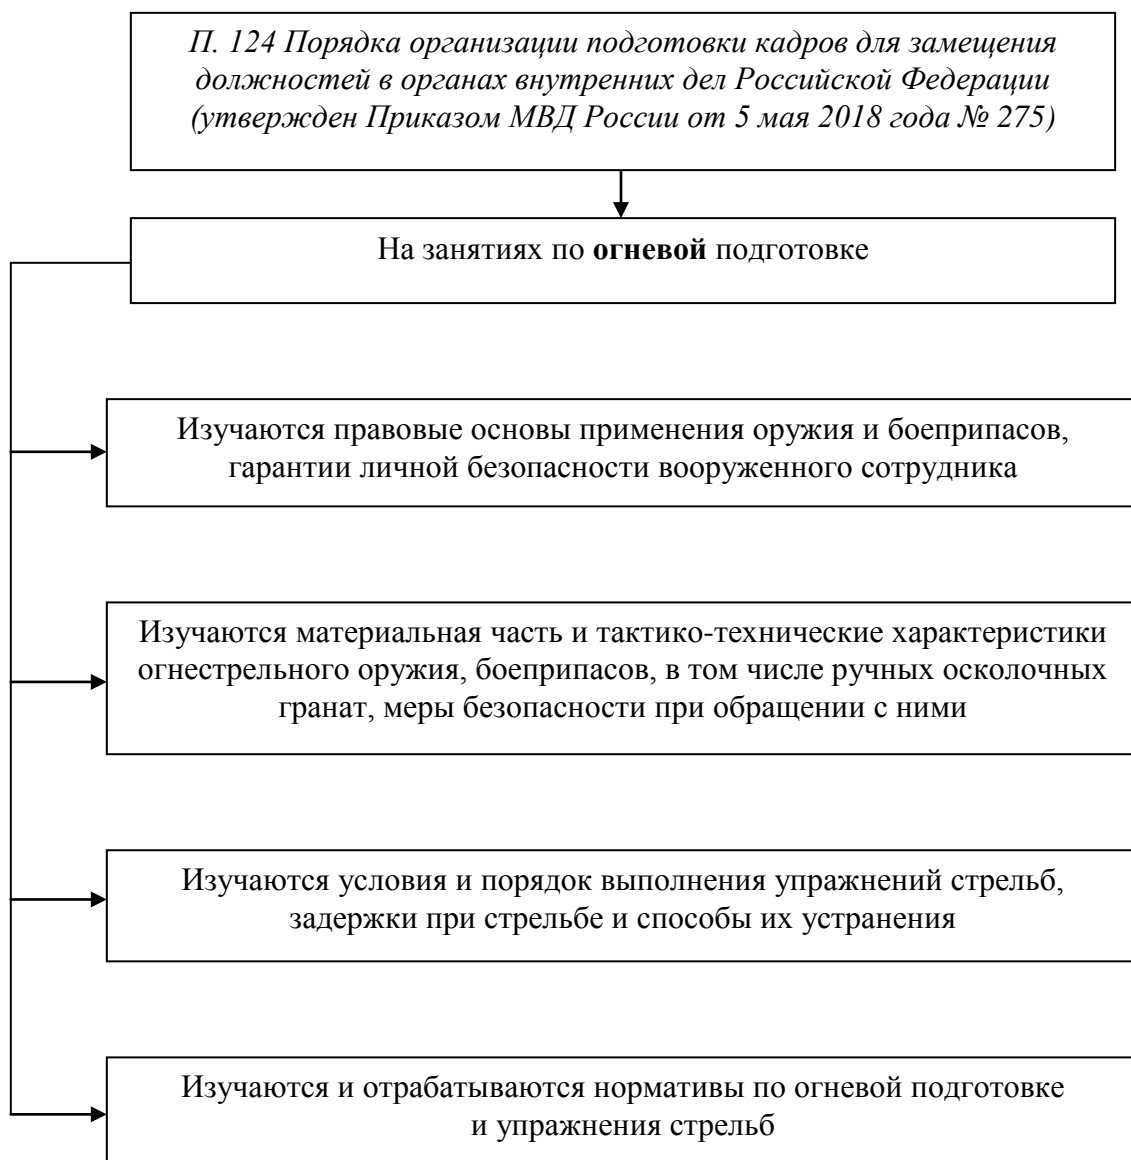 П. 124 Порядка организации подготовки кадров для замещения
должностей в органах внутренних дел Российской Федерации
(утвержден Приказом МВД России от 5 мая 2018 года № 275)
На занятиях по огневой подготовке
Изучаются правовые основы применения оружия и боеприпасов,
гарантии личной безопасности вооруженного сотрудника
Изучаются материальная часть и тактико-технические характеристики
огнестрельного оружия, боеприпасов, в том числе ручных осколочных
гранат, меры безопасности при обращении с ними
Изучаются условия и порядок выполнения упражнений стрельб,
задержки при стрельбе и способы их устранения
Изучаются и отрабатываются нормативы по огневой подготовке
и упражнения стрельб